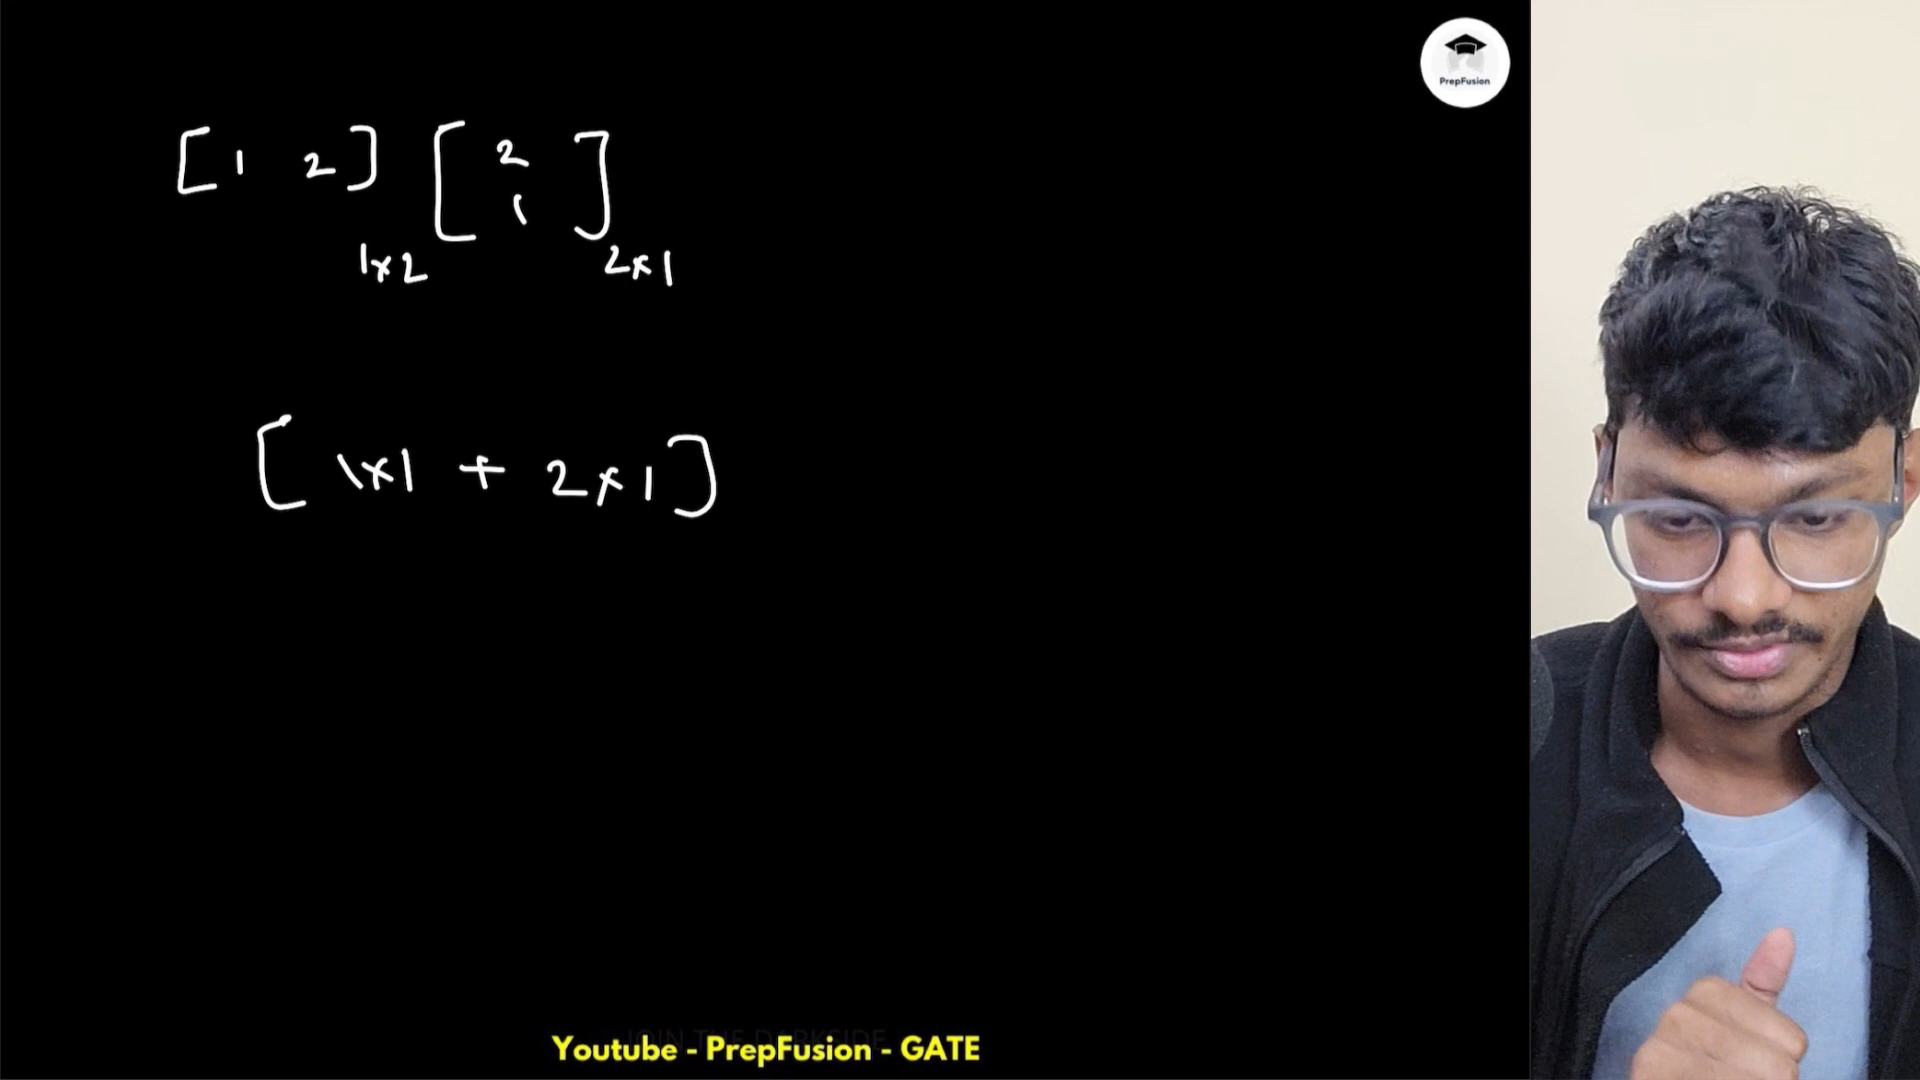 PrepFusion
[ 1 2 ] [ 2
1 ]
1x2 2x1
[ 1x1 + 2x1 ]
Youtube - PrepFusion - GATE